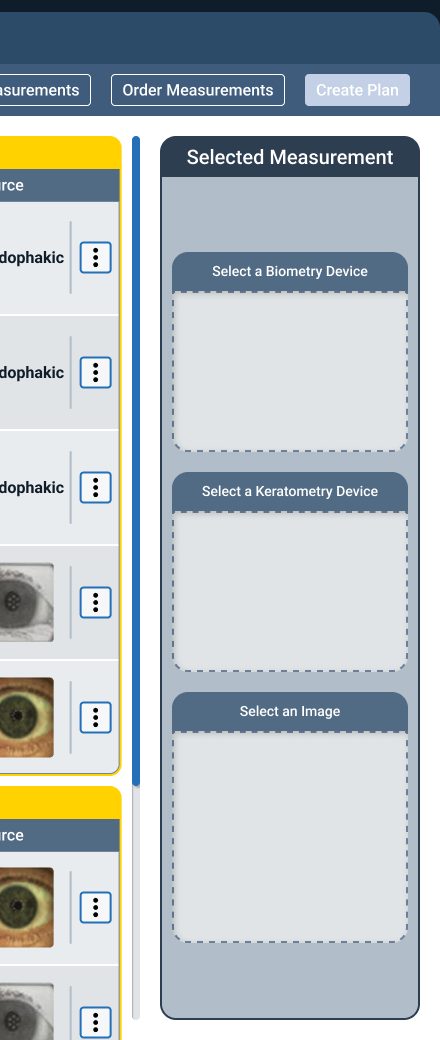 Order Measurements
Create Plan
Selected Measurement
Select a Biometry Device
Select a Keratometry Device
Select an Image